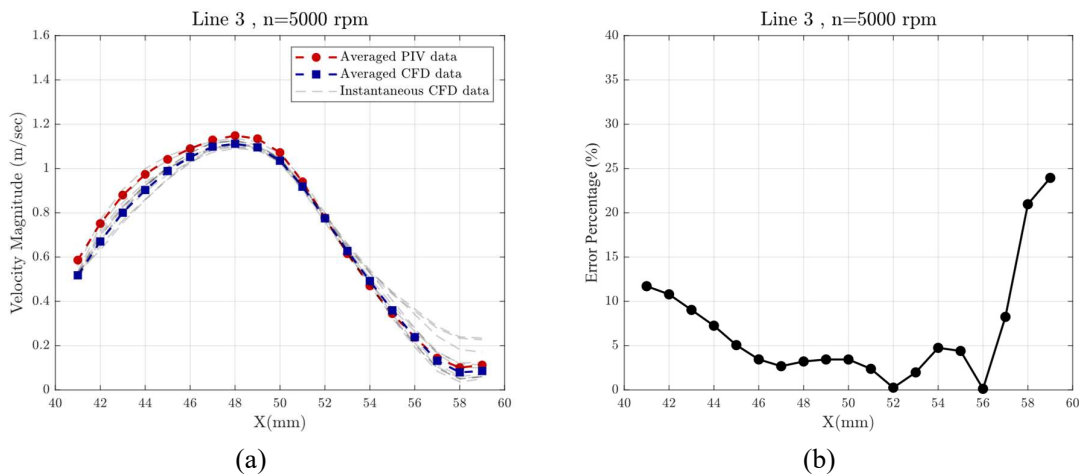 Line 3 , n=5000 rpm
Velocity Magnitude (m/sec)
1.6
1.4
1.2
1
0.8
0.6
0.4
0.2
0
Averaged PIV data
Averaged CFD data
Instantaneous CFD data
40 42 44 46 48 50 52 54 56 58 60
X(mm)
(a)
Line 3 , n=5000 rpm
Error Percentage (%)
40
35
30
25
20
15
10
5
0
40 42 44 46 48 50 52 54 56 58 60
X(mm)
(b)